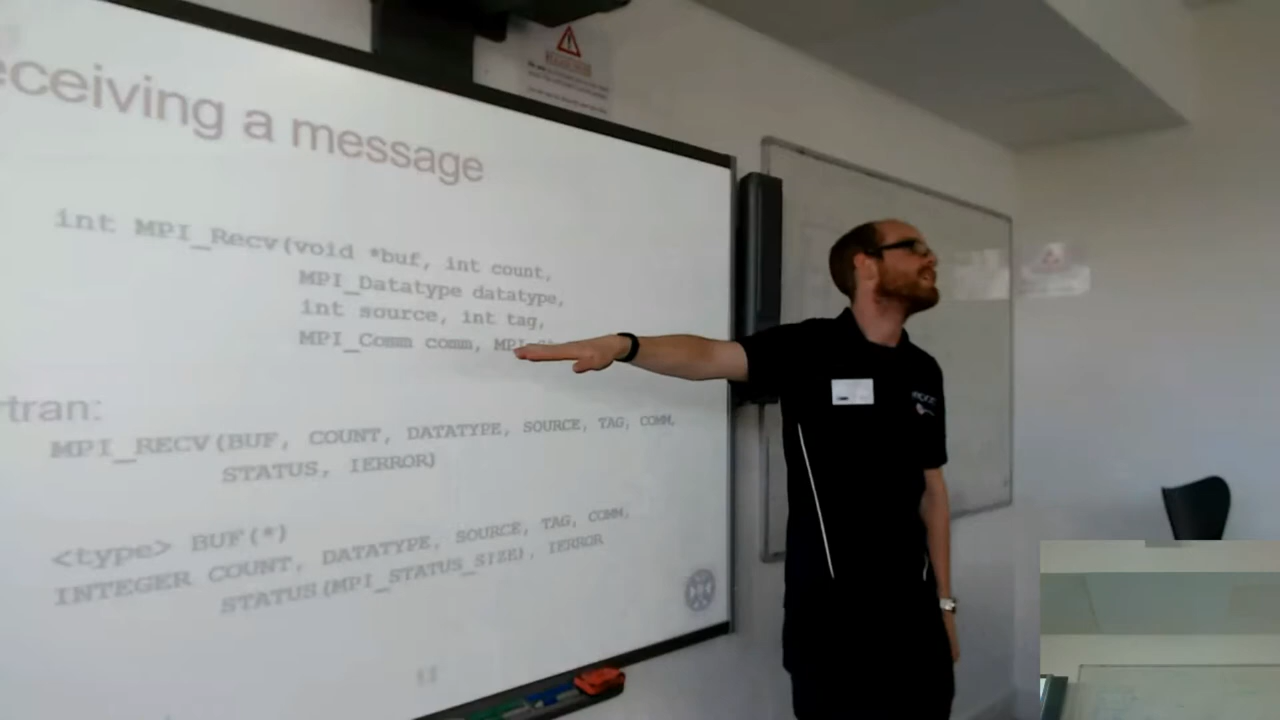 eceiving a message
int MPI_Recv(void *buf, int count,
MPI_Datatype datatype,
int source, int tag,
MPI_Comm comm,
rtran:
MPI_RECV(BUF, COUNT, DATATYPE, SOURCE, TAG, COMM,
STATUS, IERROR)
<type> BUF(*)
INTEGER COUNT, DATATYPE, SOURCE, TAG, COMM,
STATUS(MPI_STATUS_SIZE), IERROR